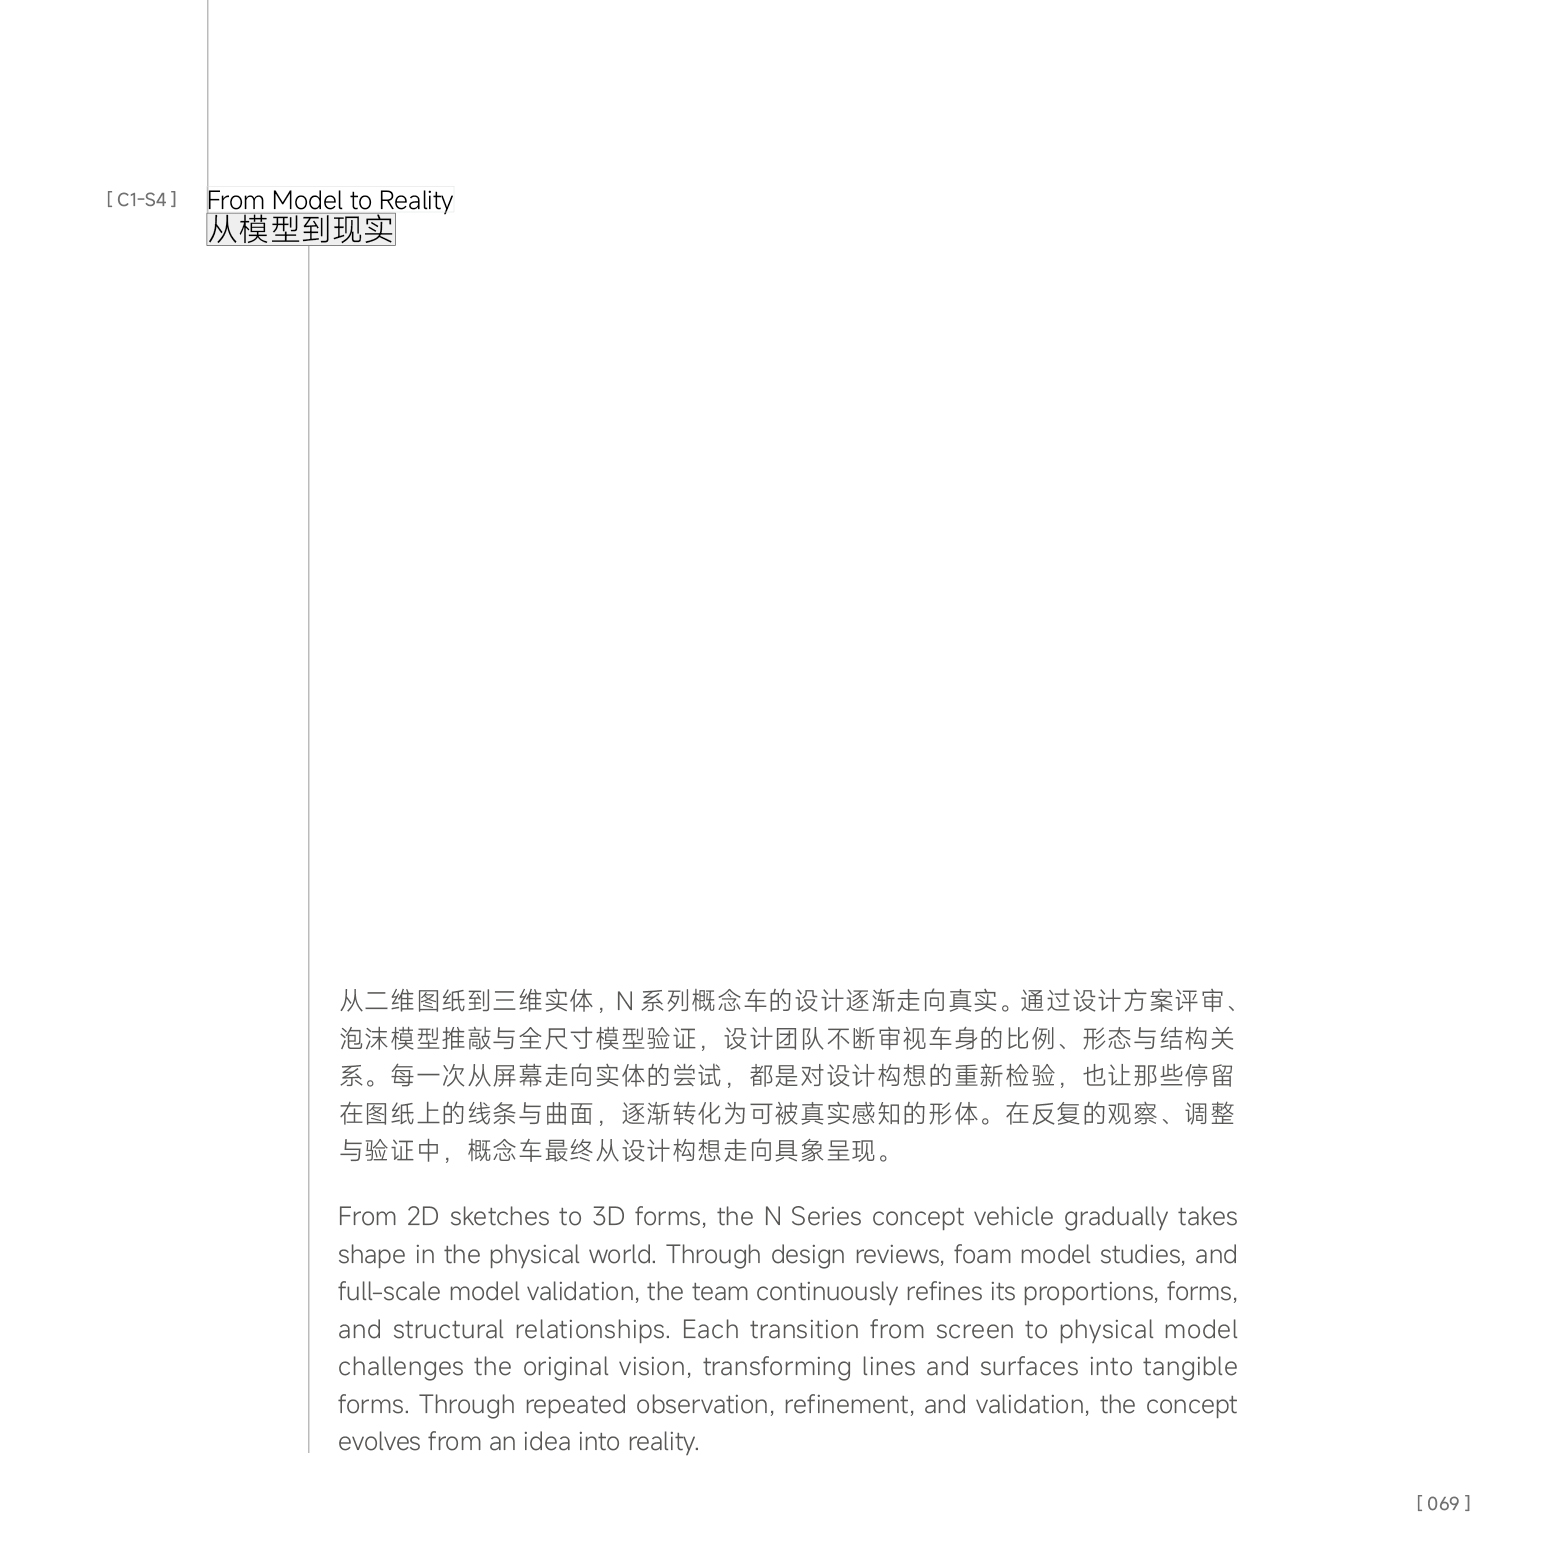 [ C1-S4 ]
From Model to Reality
从模型到现实
从二维图纸到三维实体，N 系列概念车的设计逐渐走向真实。通过设计方案评审、
泡沫模型推敲与全尺寸模型验证，设计团队不断审视车身的比例、形态与结构关
系。每一次从屏幕走向实体的尝试，都是对设计构想的重新检验，也让那些停留
在图纸上的线条与曲面，逐渐转化为可被真实感知的形体。在反复的观察、调整
与验证中，概念车最终从设计构想走向具象呈现。
From 2D sketches to 3D forms, the N Series concept vehicle gradually takes
shape in the physical world. Through design reviews, foam model studies, and
full-scale model validation, the team continuously refines its proportions, forms,
and structural relationships. Each transition from screen to physical model
challenges the original vision, transforming lines and surfaces into tangible
forms. Through repeated observation, refinement, and validation, the concept
evolves from an idea into reality.
[ 069 ]